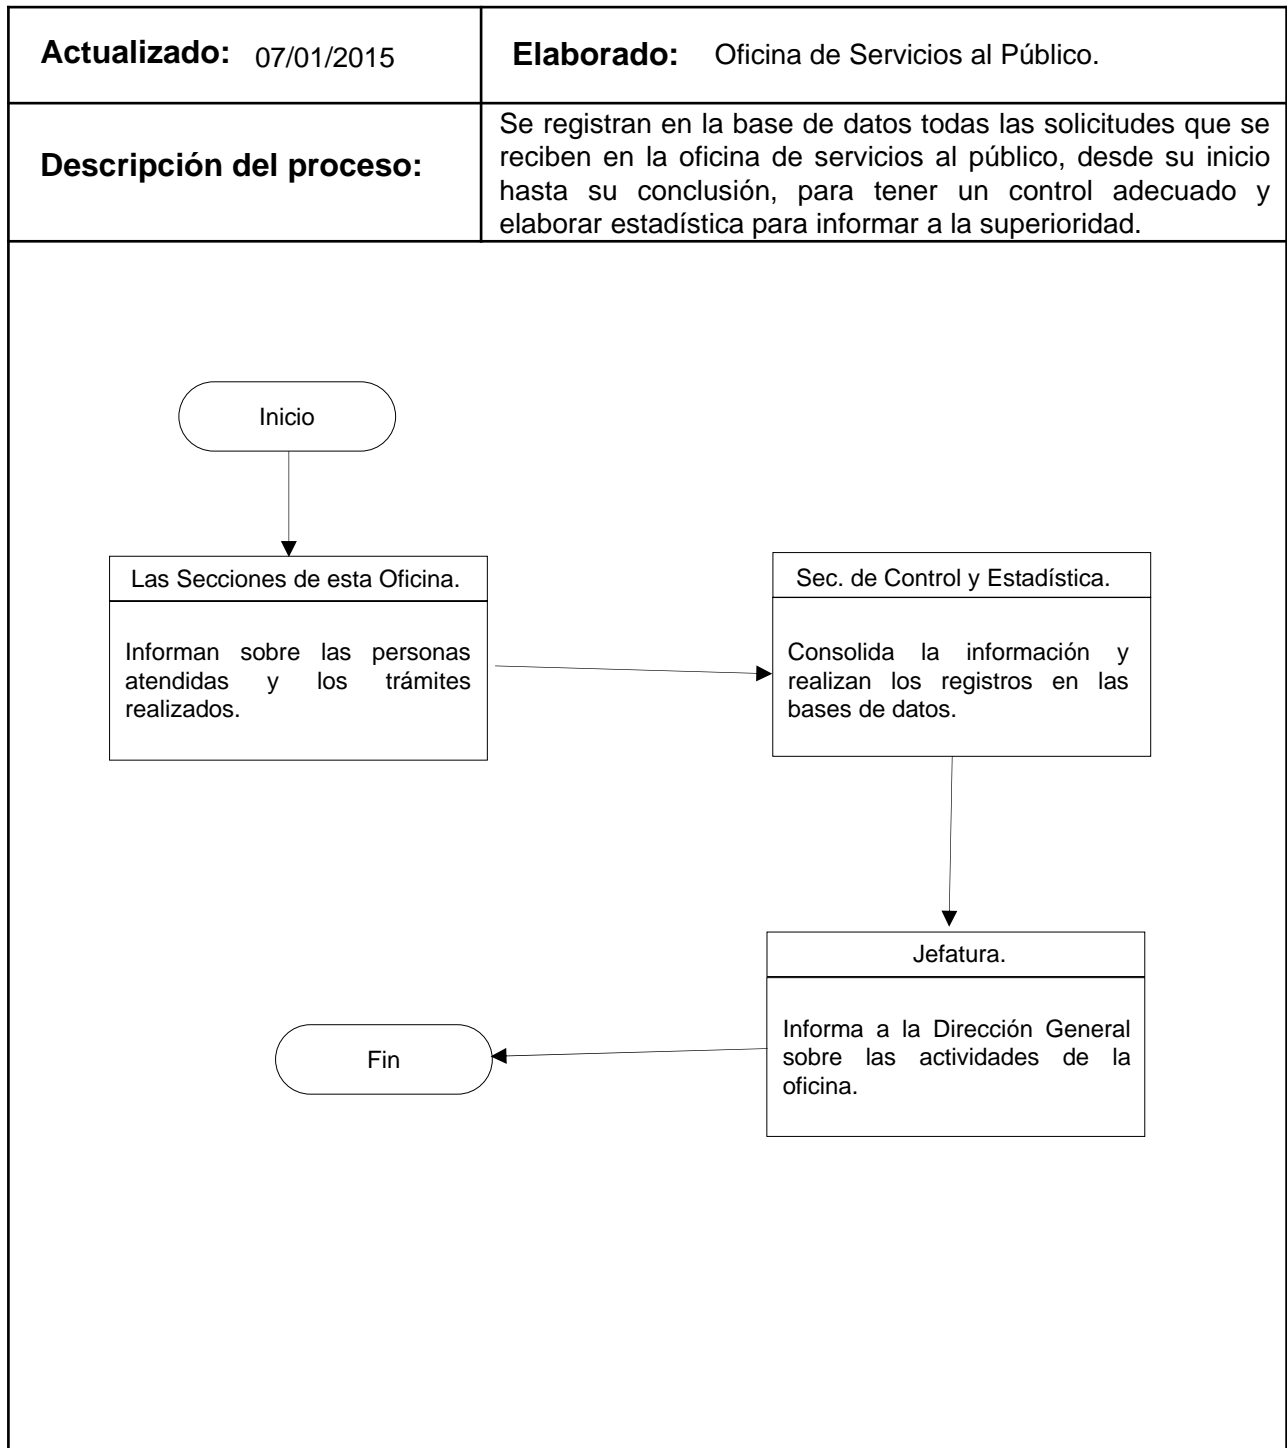 Actualizado: 07/01/2015
Elaborado: Oficina de Servicios al Público.
Descripción del proceso:
Se registran en la base de datos todas las solicitudes que se
reciben en la oficina de servicios al público, desde su inicio
hasta su conclusión, para tener un control adecuado y
elaborar estadística para informar a la superioridad.
Inicio
Las Secciones de esta Oficina.
Informan sobre las personas
atendidas y los trámites
realizados.
Sec. de Control y Estadística.
Consolida la información y
realizan los registros en las
bases de datos.
Jefatura.
Informa a la Dirección General
sobre las actividades de la
oficina.
Fin